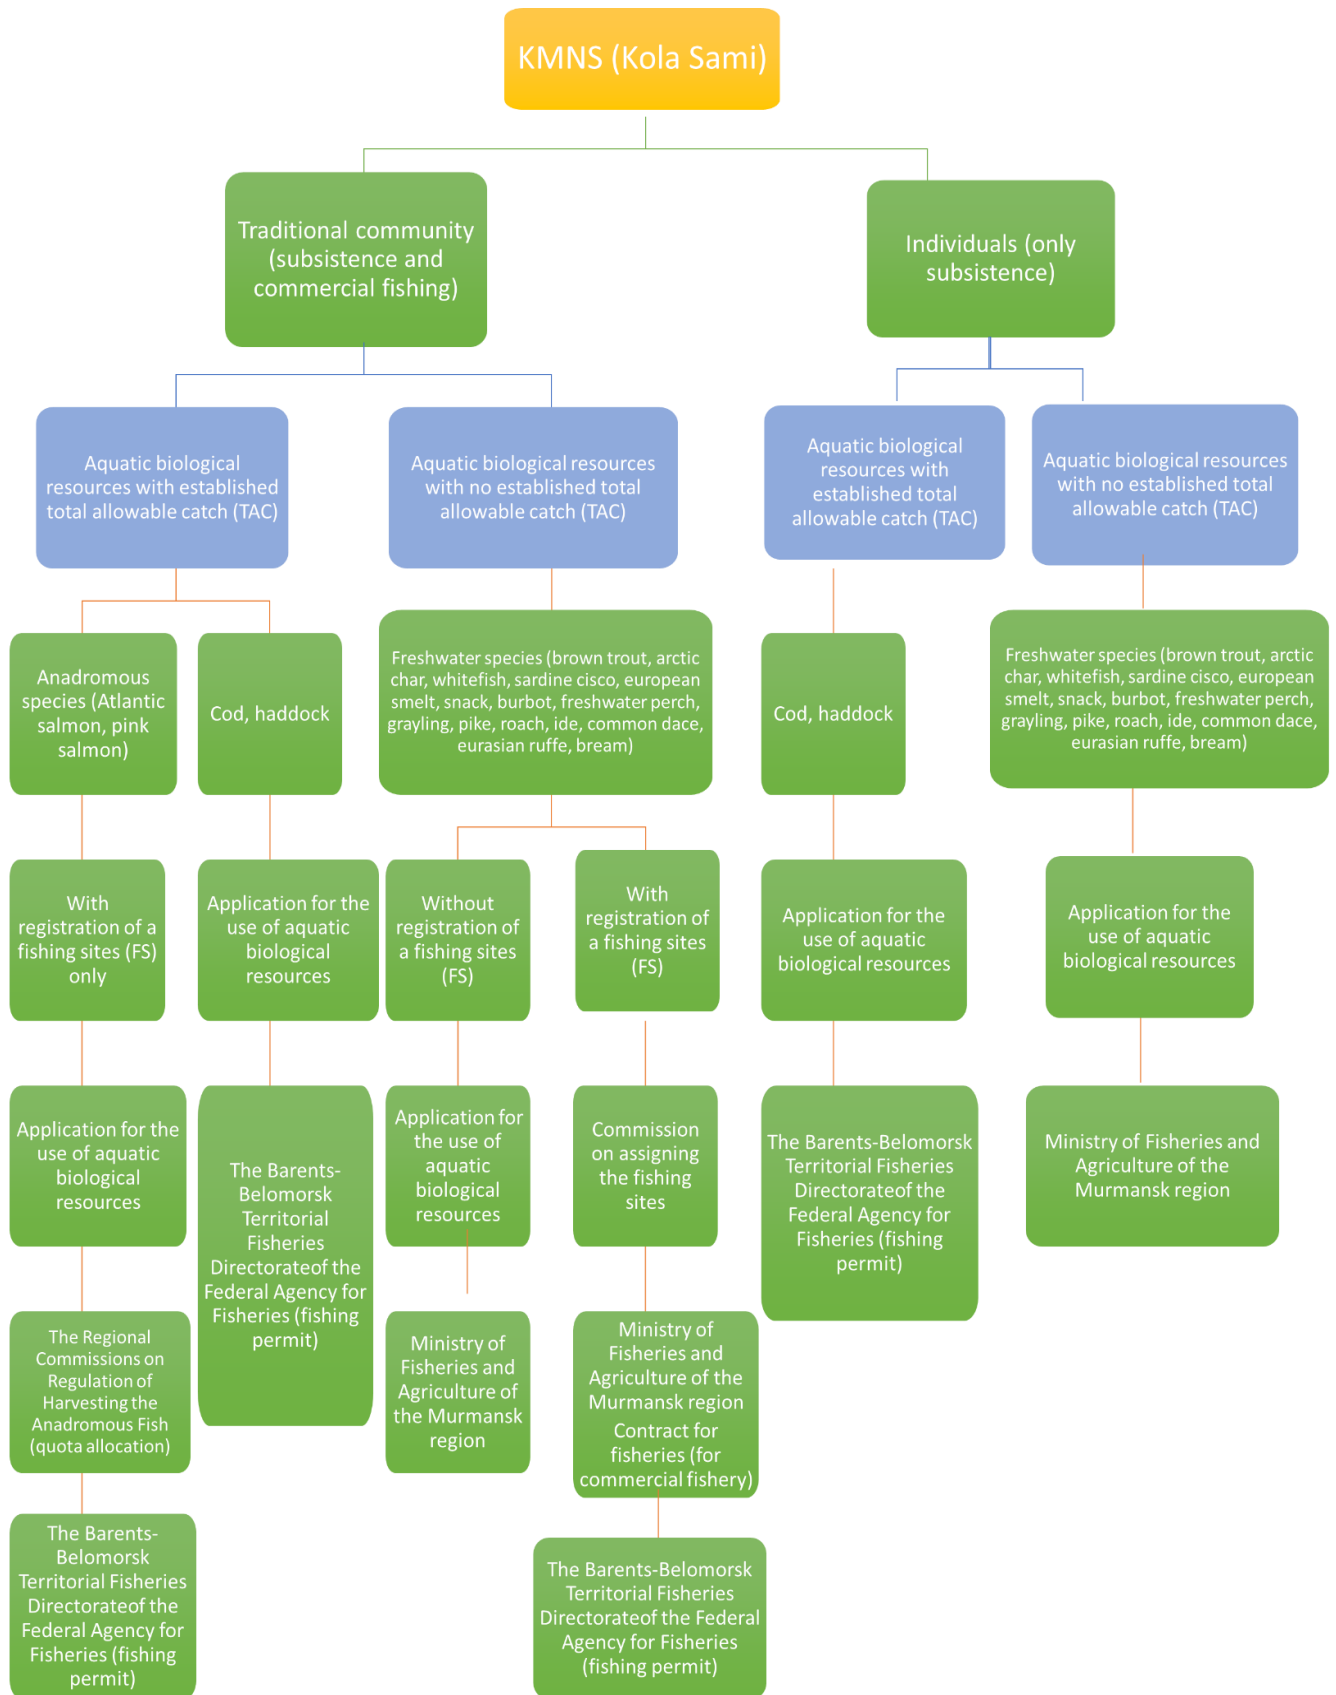 KMNS (Kola Sami)
Traditional community
(subsistence and
commercial fishing)
Individuals (only
subsistence)
Aquatic biological
resources with established
total allowable catch (TAC)
Aquatic biological resources
with no established total
allowable catch (TAC)
Aquatic biological
resources with
established total
allowable catch (TAC)
Aquatic biological resources
with no established total
allowable catch (TAC)
Anadromous
species (Atlantic
salmon, pink
salmon)
Cod, haddock
Freshwater species (brown trout, arctic
char, whitefish, sardine cisco, european
smelt, snack, burbot, freshwater perch,
grayling, pike, roach, ide, common dace,
eurasian ruffe, bream)
Cod, haddock
Freshwater species (brown trout, arctic
char, whitefish, sardine cisco, european
smelt, snack, burbot, freshwater perch,
grayling, pike, roach, ide, common dace,
eurasian ruffe, bream)
With
registration of a
fishing sites (FS)
only
Application for the
use of aquatic
biological
resources
Without
registration of
a fishing sites
(FS)
With
registration of
a fishing sites
(FS)
Application for the
use of aquatic
biological resources
Application for the
use of aquatic
biological resources
Application for the
use of aquatic
biological
resources
The Barents-
Belomorsk
Territorial
Fisheries
Directorateof the
Federal Agency for
Fisheries (fishing
permit)
Application for
the use of
aquatic
biological
resources
Commission
on assigning
the fishing
sites
The Barents-Belomorsk
Territorial Fisheries
Directorateof the
Federal Agency for
Fisheries (fishing
permit)
Ministry of Fisheries and
Agriculture of the
Murmansk region
The Regional
Commissions on
Regulation of
Harvesting the
Anadromous Fish
(quota allocation)
Ministry of
Fisheries and
Agriculture of
the Murmansk
region
Ministry of
Fisheries and
Agriculture of the
Murmansk region
Contract for
fisheries (for
commercial fishery)
The Barents-
Belomorsk
Territorial Fisheries
Directorateof the
Federal Agency for
Fisheries (fishing
permit)
The Barents-Belomorsk
Territorial Fisheries
Directorateof the Federal
Agency for Fisheries
(fishing permit)